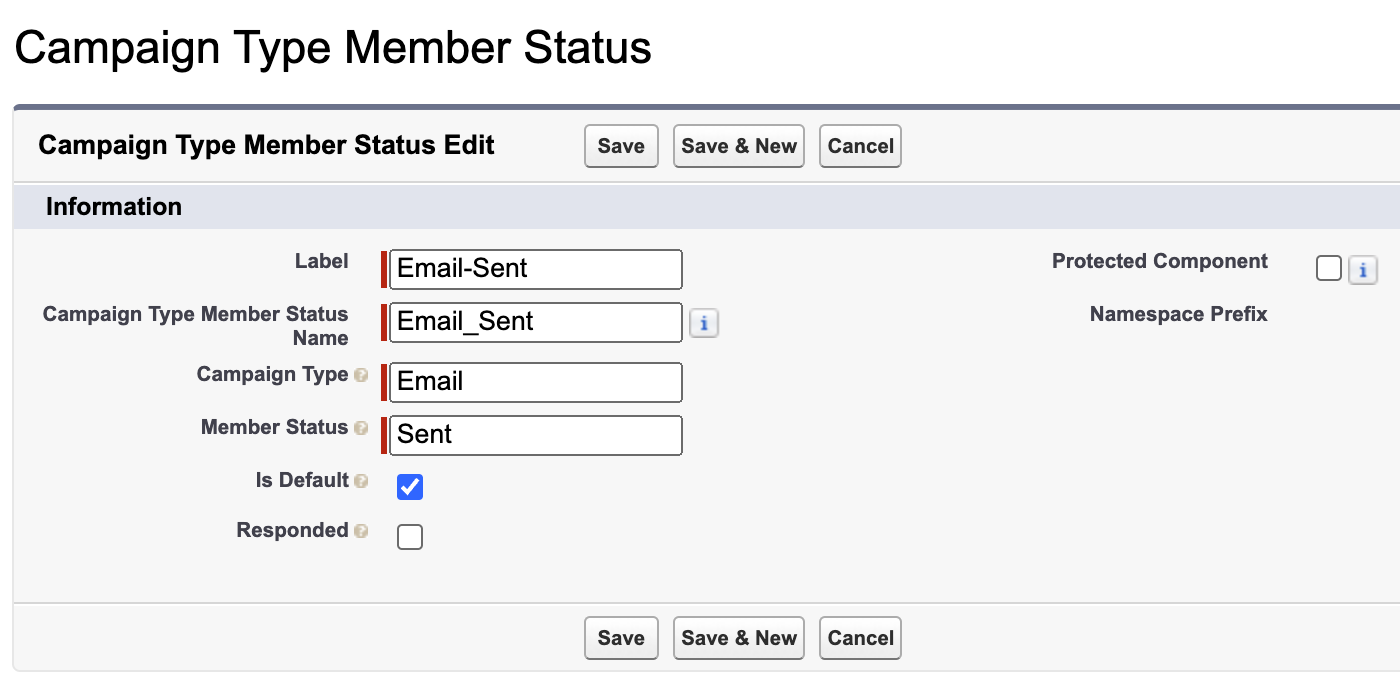 Campaign Type Member Status
Campaign Type Member Status Edit Save Save & New Cancel
Information
Label Email-Sent Protected Component i
Campaign Type Member Status Name Email_Sent i Namespace Prefix
Campaign Type ? Email
Member Status ? Sent
Is Default ?
Responded ?
Save Save & New Cancel